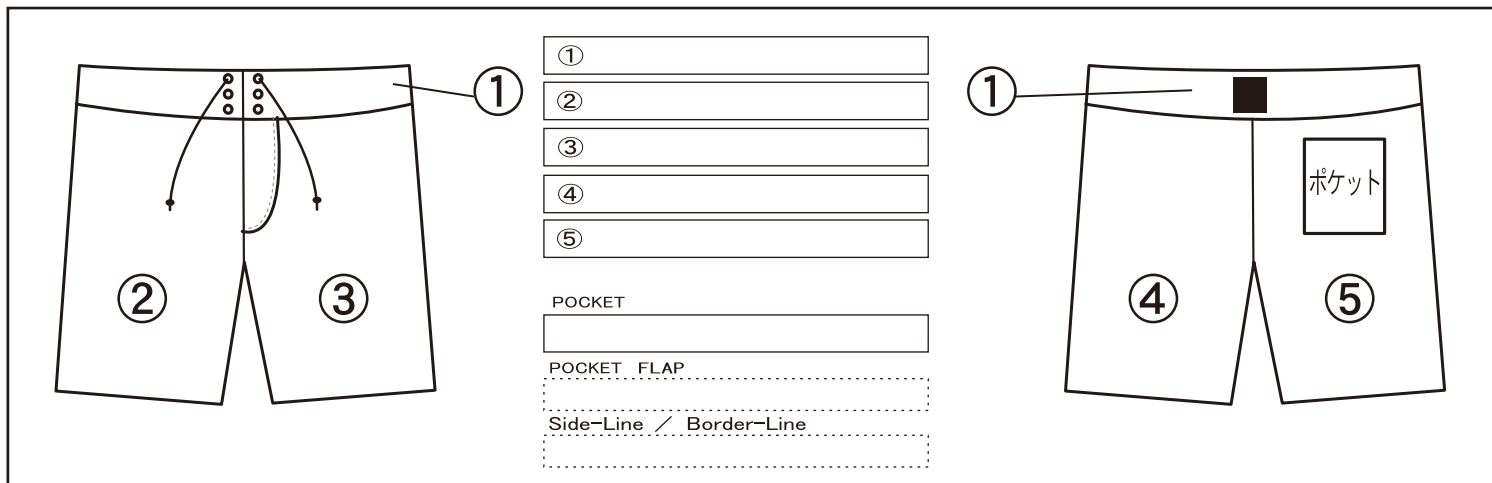 ①
②
③
①
②
③
④
⑤
POCKET
POCKET FLAP
Side-Line ／ Border-Line
①
ポケット
④
⑤